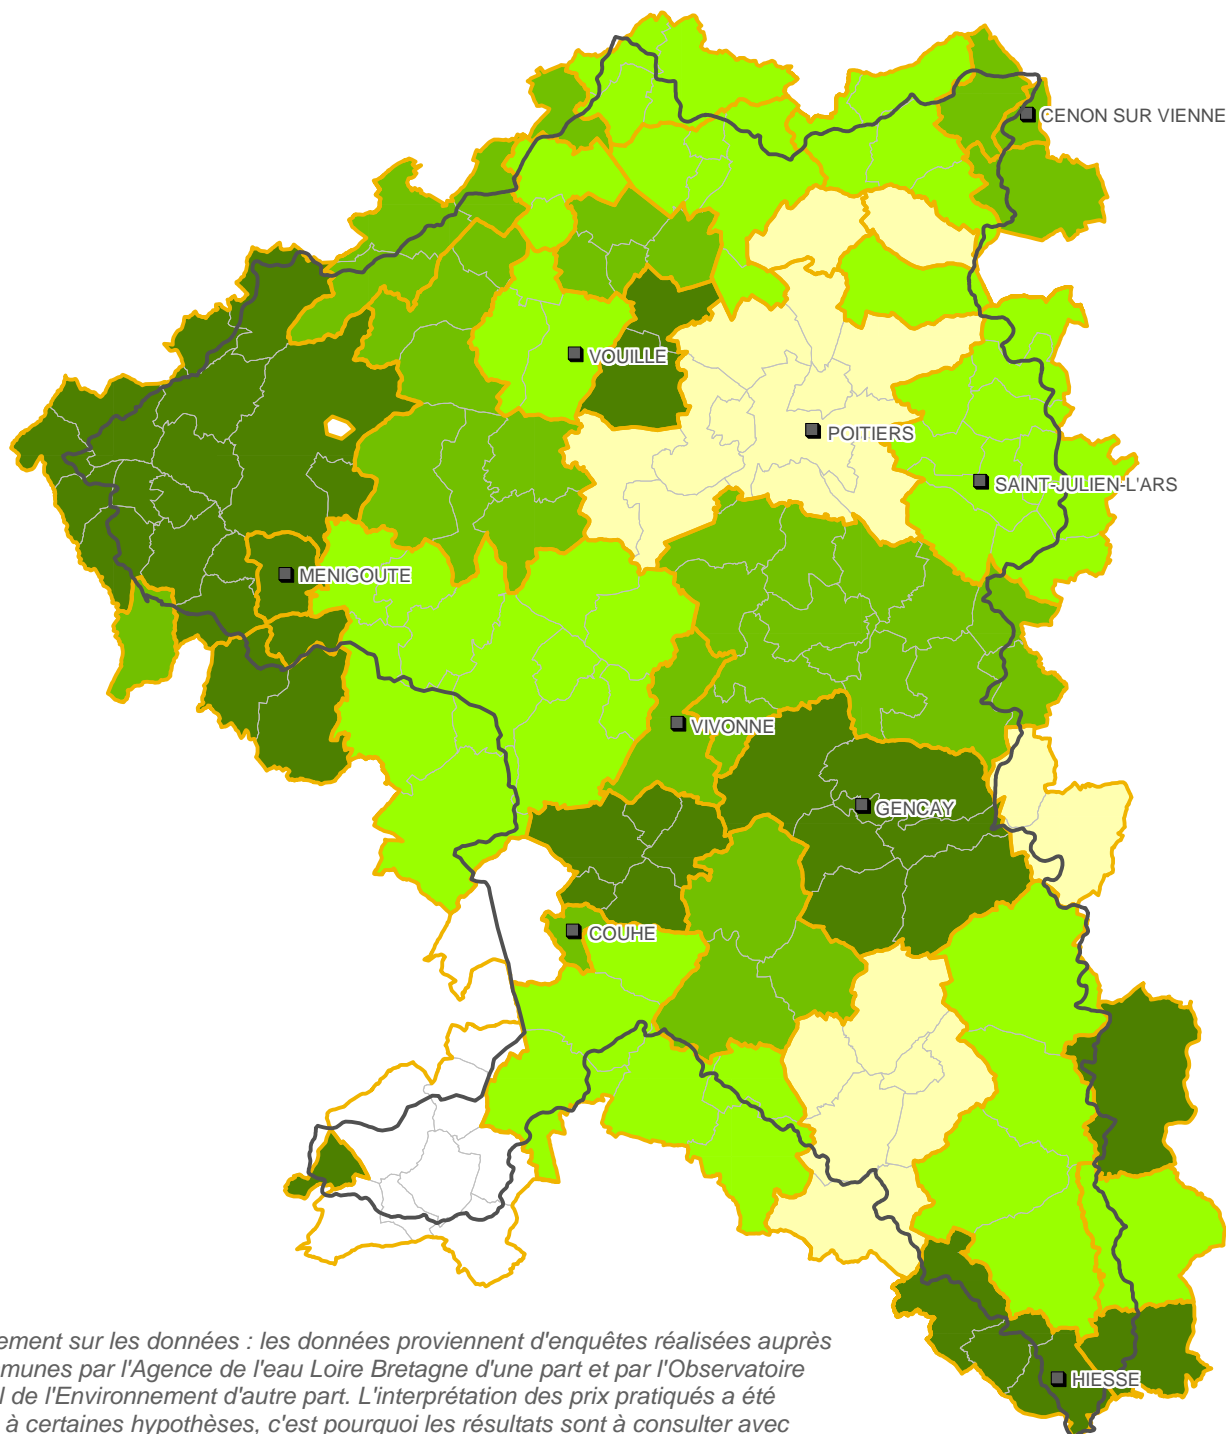 CENON SUR VIENNE
VOUILLE
POITIERS
SAINT-JULIEN-L'ARS
MENIGOUTE
VIVONNE
GENCAY
COUHE
HIESSE
ement sur les données : les données proviennent d'enquêtes réalisées auprès
munes par l'Agence de l'eau Loire Bretagne d'une part et par l'Observatoire
l de l'Environnement d'autre part. L'interprétation des prix pratiqués a été
à certaines hypothèses, c'est pourquoi les résultats sont à consulter avec